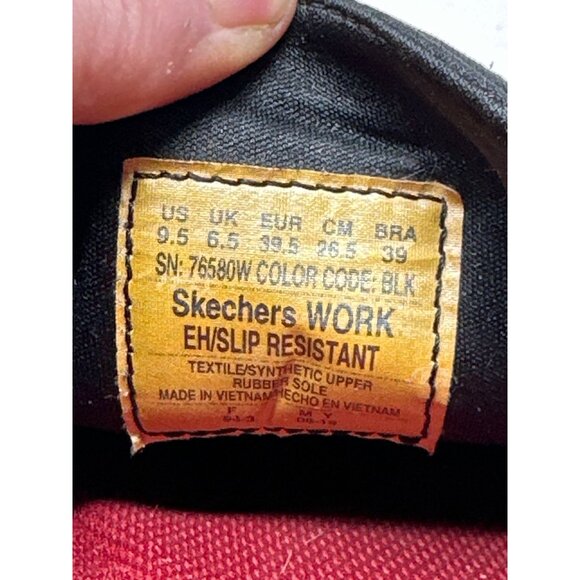 US UK EUR CM BRA
9.5 6.5 39.5 26.5 39
SN: 76580W COLOR CODE: BLK
Skechers WORK
EH/SLIP RESISTANT
TEXTILE/SYNTHETIC UPPER
RUBBER SOLE
MADE IN VIETNAM HECHO EN VIETNAM
F M Y